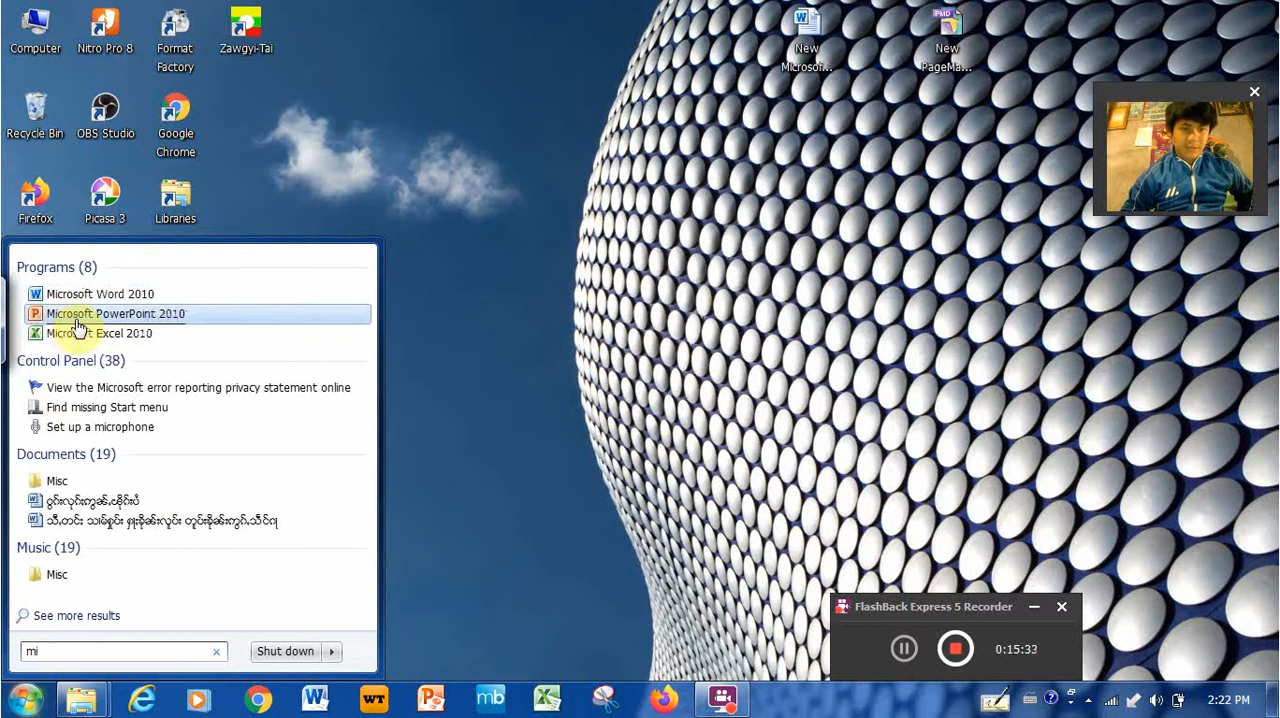 Computer
Nitro Pro 8
Format
Factory
Zawgyi-Tai
New
Microsof...
New
PageMa...
PMD
Recycle Bin
OBS Studio
Google
Chrome
Firefox
Picasa 3
Libraries
Programs (8)
Microsoft Word 2010
Microsoft PowerPoint 2010
Microsoft Excel 2010
Control Panel (38)
View the Microsoft error reporting privacy statement online
Find missing Start menu
Set up a microphone
Documents (19)
Misc
Music (19)
Misc
See more results
mi
Shut down
FlashBack Express 5 Recorder
0:15:33
WT
mb
2:22 PM